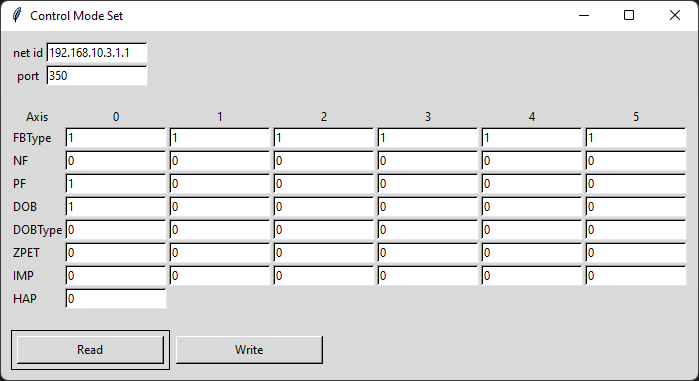 Control Mode Set
net id 192.168.10.3.1.1
port 350
Axis 0 1 2 3 4 5
FBType 1 1 1 1 1 1
NF 0 0 0 0 0 0
PF 1 0 0 0 0 0
DOB 1 0 0 0 0 0
DOBType 0 0 0 0 0 0
ZPET 0 0 0 0 0 0
IMP 0 0 0 0 0 0
HAP 0
Read Write